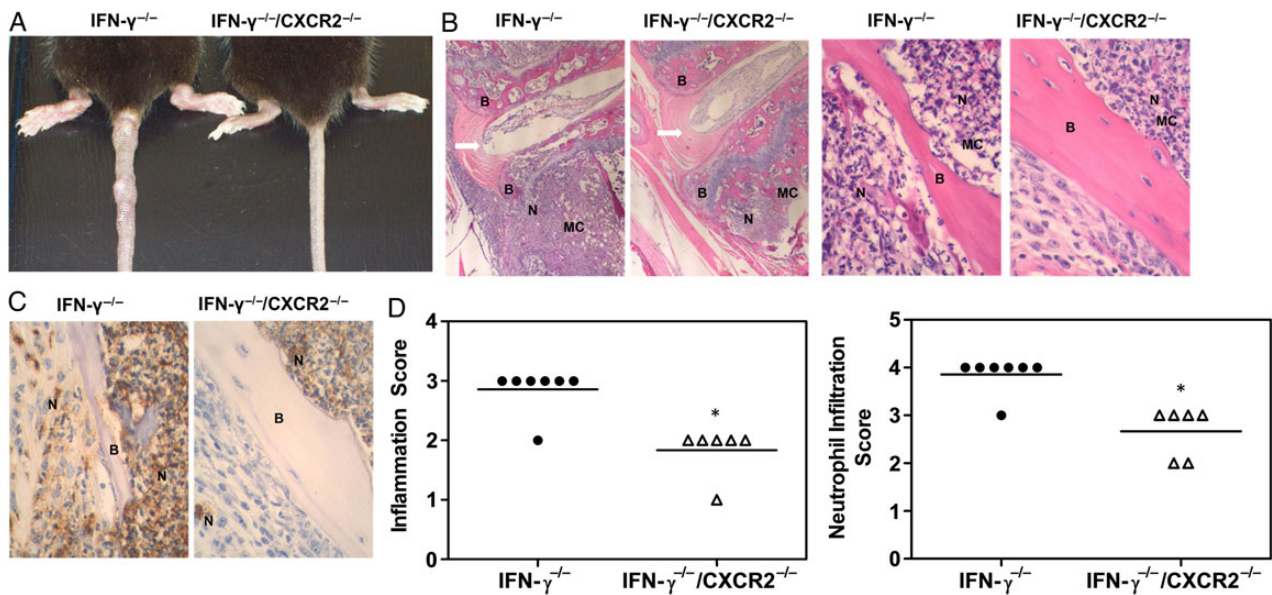 A
IFN-γ⁻/⁻
IFN-γ⁻/⁻/CXCR2⁻/⁻
B
IFN-γ⁻/⁻
IFN-γ⁻/⁻/CXCR2⁻/⁻
IFN-γ⁻/⁻
IFN-γ⁻/⁻/CXCR2⁻/⁻
B
B
N
MC
B
B
N
MC
N
MC
B
N
N
MC
B
C
IFN-γ⁻/⁻
IFN-γ⁻/⁻/CXCR2⁻/⁻
N
B
N
N
B
N
D
Inflammation Score
4
3
2
1
0
*
IFN-γ⁻/⁻
IFN-γ⁻/⁻/CXCR2⁻/⁻
Neutrophil Infiltration
Score
5
4
3
2
1
0
*
IFN-γ⁻/⁻
IFN-γ⁻/⁻/CXCR2⁻/⁻